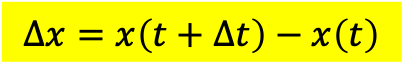 Δx = x(t + Δt) − x(t)